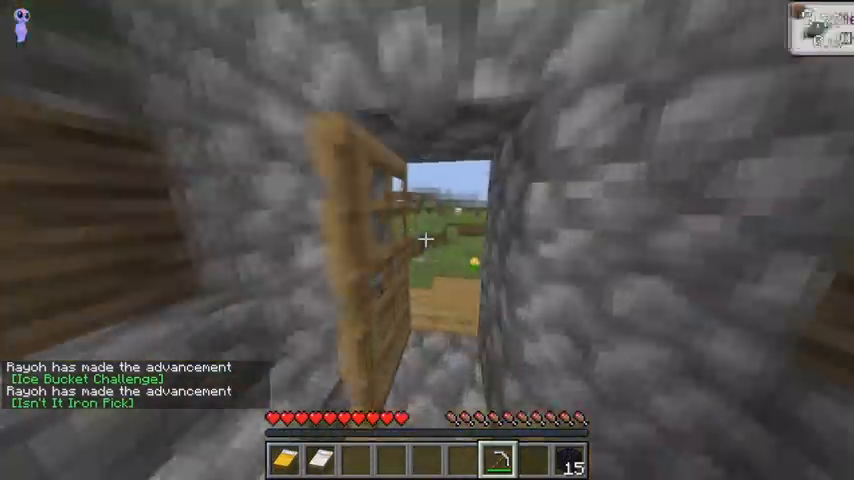 Rayoh has made the advancement
[Ice Bucket Challenge]
Rayoh has made the advancement
[Isn't It Iron Pick]
15